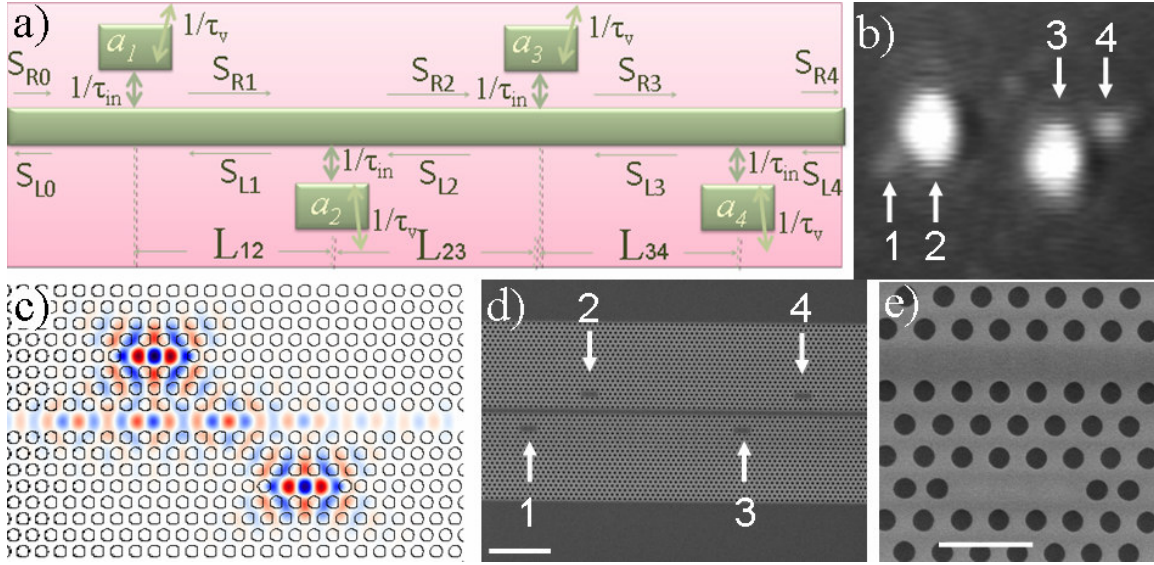 a)
1/τv
1/τv
b)
a1
a3
3
4
SR0
SR1
SR2
SR3
SR4
1/τin
1/τin
SL0
SL1
SL2
SL3
SL4
1/τin
1/τin
a2
a4
1/τv
1/τv
L12
L23
L34
1
2
c)
d)
2
4
e)
1
3